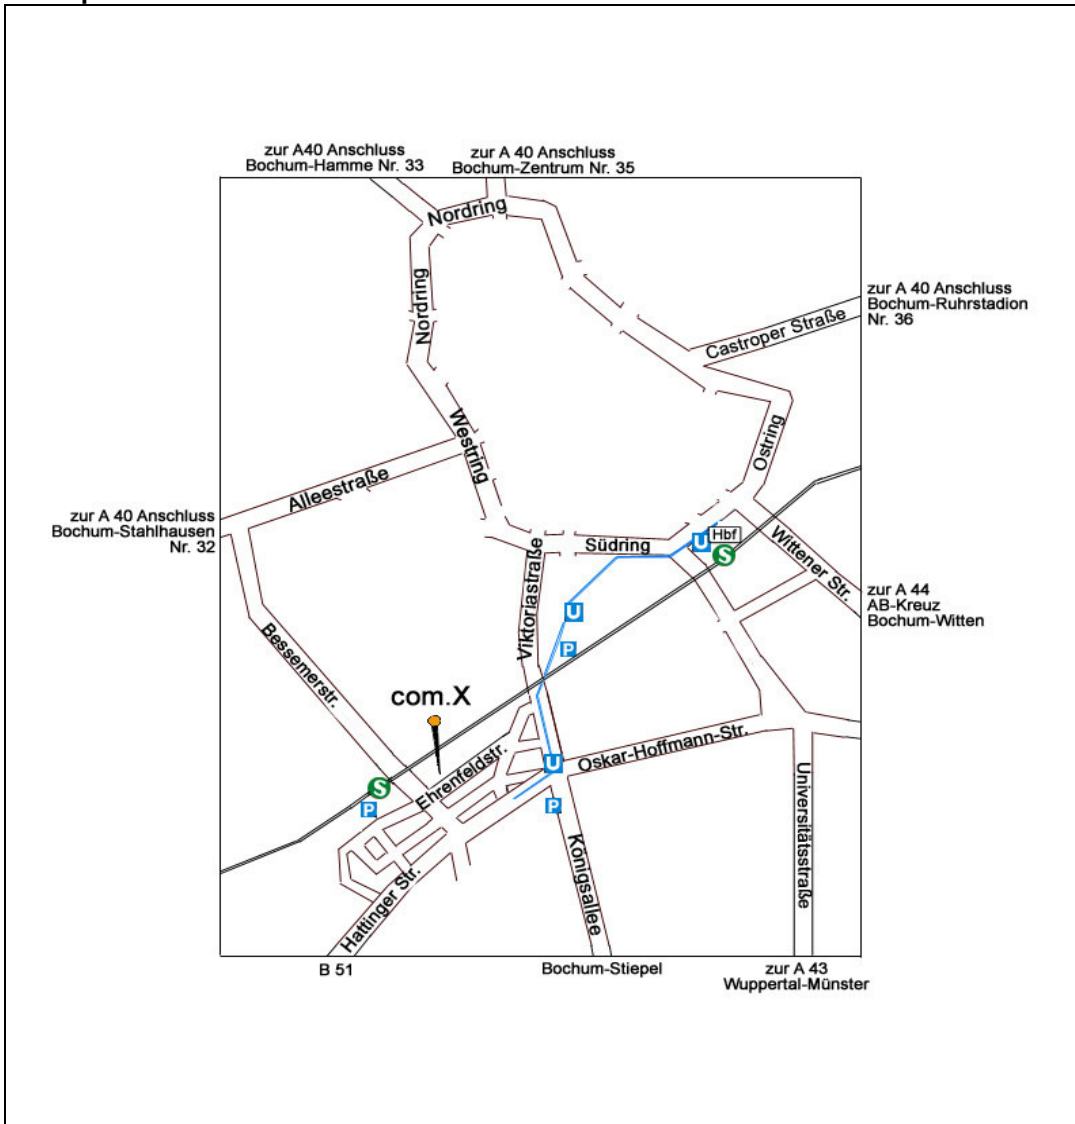 zur A40 Anschluss
Bochum-Hamme Nr. 33
zur A 40 Anschluss
Bochum-Zentrum Nr. 35
Nordring
Nordring
zur A 40 Anschluss
Bochum-Ruhrstadion
Nr. 36
Castroper Straße
Ostring
Westring
Alleestraße
zur A 40 Anschluss
Bochum-Stahlhausen
Nr. 32
Südring
U
Hbf
S
Wittener Str.
zur A 44
AB-Kreuz
Bochum-Witten
Viktoriastraße
U
P
Bessemerstr.
com.X
Ehrenfeldstr.
S
P
U
P
Oskar-Hoffmann-Str.
Universitätsstraße
Königsallee
Hattinger Str.
B 51
Bochum-Stiepel
zur A 43
Wuppertal-Münster